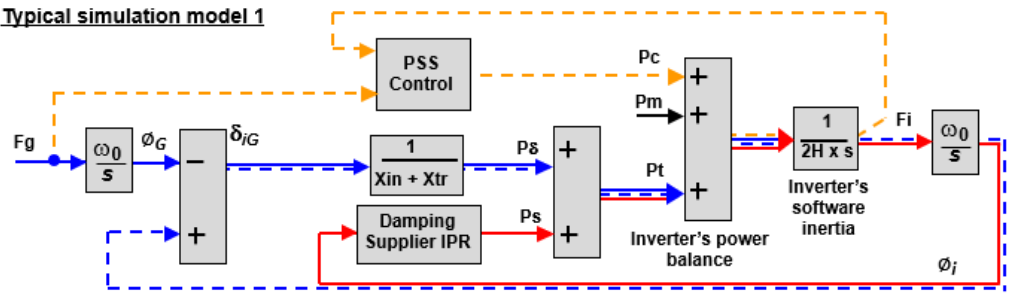 Typical simulation model 1
PSS
Control
Pc
+
Pm
+
Fg
ω0
s
ØG
−
δiG
1
Xin + Xtr
Pδ
+
Pt
+
1
2H x s
Fi
ω0
s
+
Damping
Supplier IPR
Ps
+
Inverter's power
balance
Inverter's
software
inertia
Øi